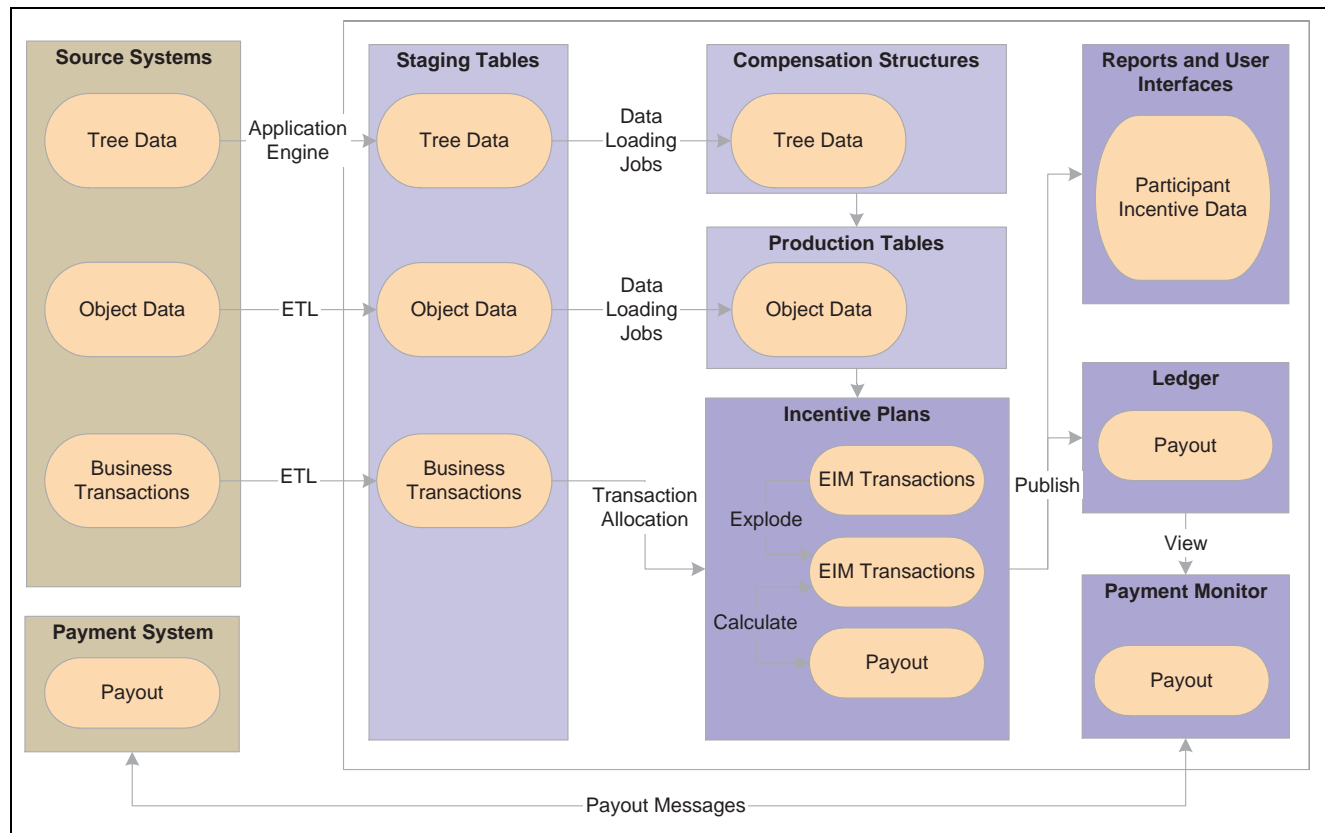 Source Systems
Tree Data
Object Data
Business
Transactions
Application
Engine
ETL
ETL
Staging Tables
Tree Data
Object Data
Business
Transactions
Data
Loading
Jobs
Data
Loading
Jobs
Transaction
Allocation
Compensation Structures
Tree Data
Production Tables
Object Data
Incentive Plans
EIM Transactions
Explode
EIM Transactions
Calculate
Payout
Publish
Reports and User
Interfaces
Participant
Incentive Data
Ledger
Payout
View
Payment Monitor
Payout
Payment System
Payout
Payout Messages